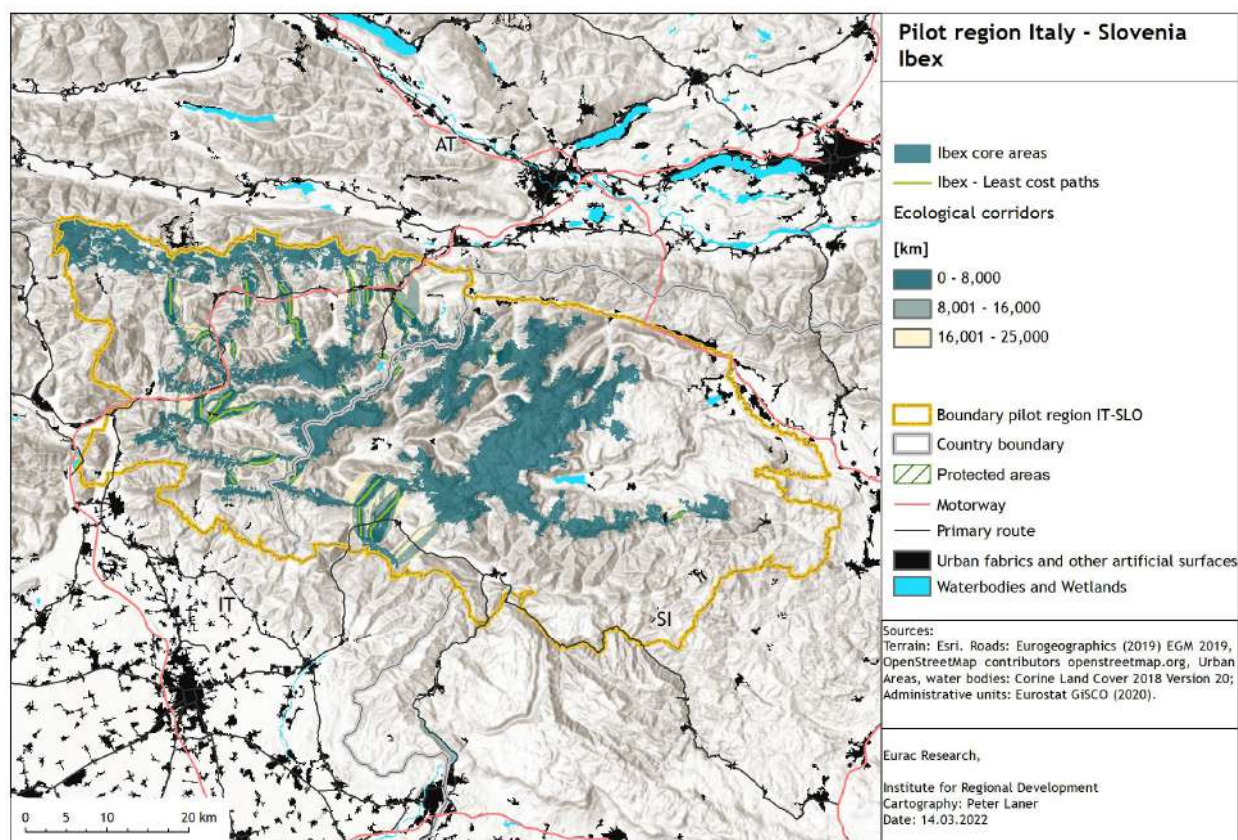 Pilot region Italy - Slovenia
Ibex
Ibex core areas
Ibex - Least cost paths
Ecological corridors
[km]
0 - 8,000
8,001 - 16,000
16,001 - 25,000
Boundary pilot region IT-SLO
Country boundary
Protected areas
Motorway
Primary route
Urban fabrics and other artificial surfaces
Waterbodies and Wetlands
Sources:
Terrain: Esri. Roads: Eurogeographics (2019) EGM 2019,
OpenStreetMap contributors openstreetmap.org, Urban
Areas, water bodies: Corine Land Cover 2018 Version 20;
Administrative units: Eurostat GiSCO (2020).
Eurac Research,
Institute for Regional Development
Cartography: Peter Laner
Date: 14.03.2022
AT
IT
SI
0 5 10 20 km